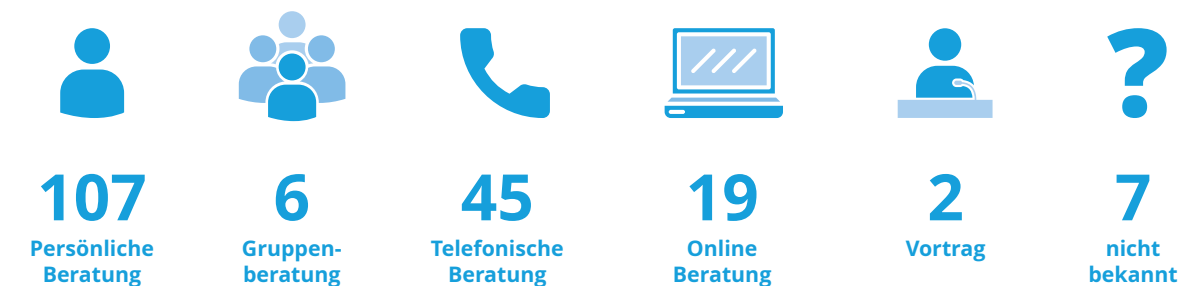 ?
107
Persönliche
Beratung
6
Gruppen-
beratung
45
Telefonische
Beratung
19
Online
Beratung
2
Vortrag
7
nicht
bekannt